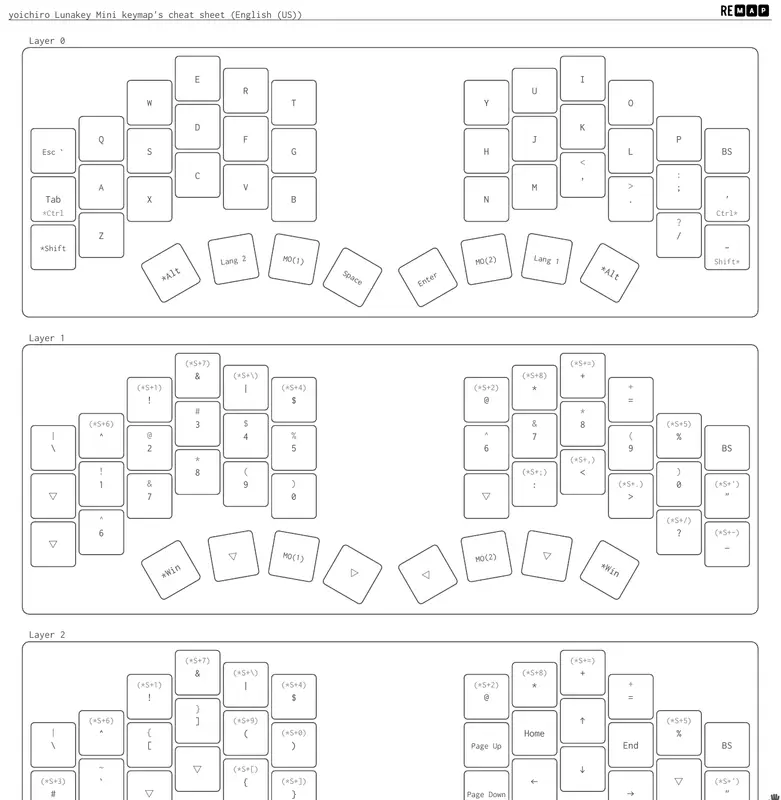 yoichiro Lunakey Mini keymap's cheat sheet (English (US))
REMAP
Layer 0
E
I
R
U
W
O
T
Y
D
K
Q
F
J
P
Esc `
S
G
H
L
BS
<
,
C
A
V
M
:
;
Tab
*Ctrl
X
B
N
>
.
'
Ctrl*
Z
?
/
*Shift
-
Shift*
*Alt
Lang 2
MO(1)
Space
Enter
MO(2)
Lang 1
*Alt
Layer 1
(*S+7)
&
(*S+=)
+
(*S+\)
|
(*S+8)
*
(*S+1)
!
(*S+4)
$
(*S+2)
@
+
=
#
3
*
8
(*S+6)
^
$
4
&
7
(*S+5)
%
|
\
@
2
%
5
^
6
(
9
BS
*
8
(*S+,)
<
!
1
(
9
(*S+;)
:
)
0
▽
&
7
)
0
▽
(*S+.)
>
(*S+')
"
^
6
(*S+/)
?
▽
(*S+-)
_
*Win
▽
MO(1)
▽
▽
MO(2)
▽
*Win
Layer 2
(*S+7)
&
(*S+=)
+
(*S+\)
|
(*S+8)
*
(*S+1)
!
(*S+4)
$
(*S+2)
@
+
=
}
]
↑
(*S+6)
^
(*S+9)
(
Home
(*S+5)
%
|
\
{
[
(*S+0)
)
Page Up
End
BS
▽
↓
~
`
(*S+[)
{
←
▽
(*S+3)
#
▽
(*S+])
}
Page Down
→
(*S+')
"